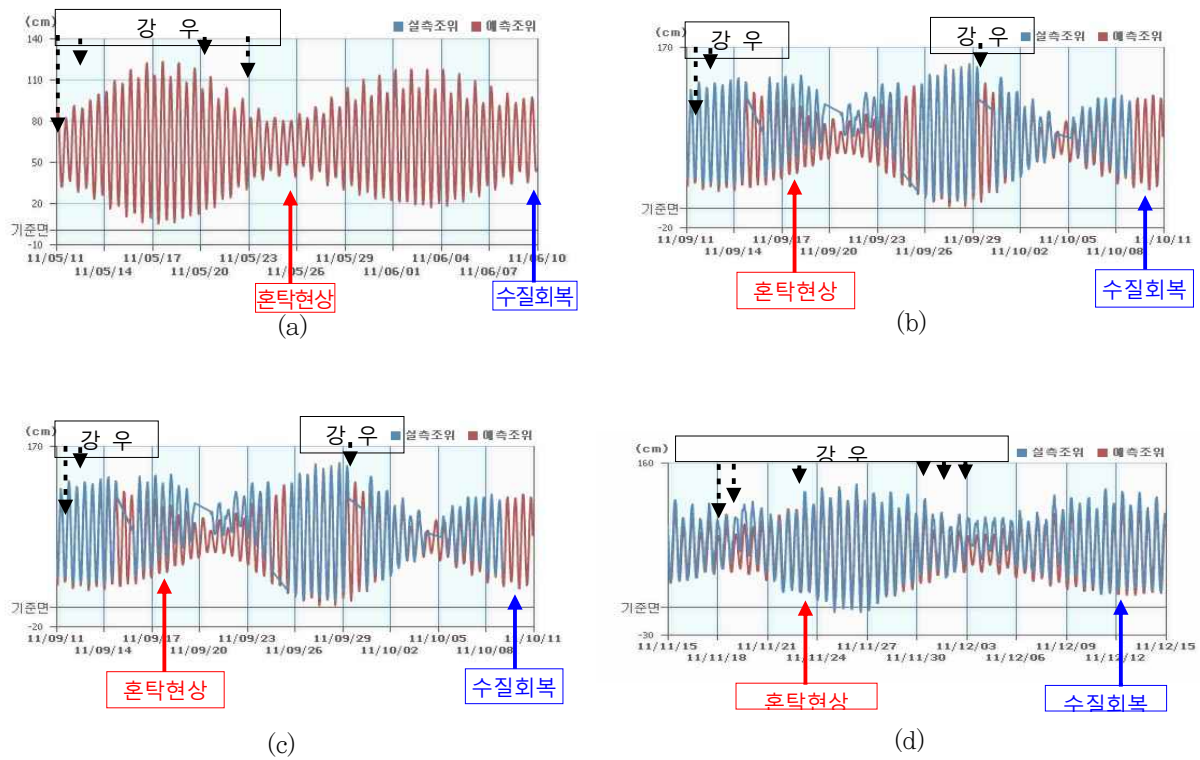 (cm)
강 우
실측조위 예측조위
140
110
80
50
20
기준면
-10
11/05/11 11/05/17 11/05/23 11/05/29 11/06/04 11/06/10
11/05/14 11/05/20 11/05/26 11/06/01 11/06/07
혼탁현상
수질회복
(a)
(cm)
강 우
강 우
실측조위 예측조위
170
기준면
-20
11/09/11 11/09/17 11/09/23 11/09/29 11/10/05 11/10/11
11/09/14 11/09/20 11/09/26 11/10/02 11/10/08
혼탁현상
수질회복
(b)
(cm)
강 우
강 우
실측조위 예측조위
170
기준면
-20
11/09/11 11/09/17 11/09/23 11/09/29 11/10/05 11/10/11
11/09/14 11/09/20 11/09/26 11/10/02 11/10/08
혼탁현상
수질회복
(c)
(cm)
강 우
실측조위 예측조위
160
기준면
-30
11/11/15 11/11/21 11/11/27 11/12/03 11/12/09 11/12/15
11/11/18 11/11/24 11/11/30 11/12/06 11/12/12
혼탁현상
수질회복
(d)